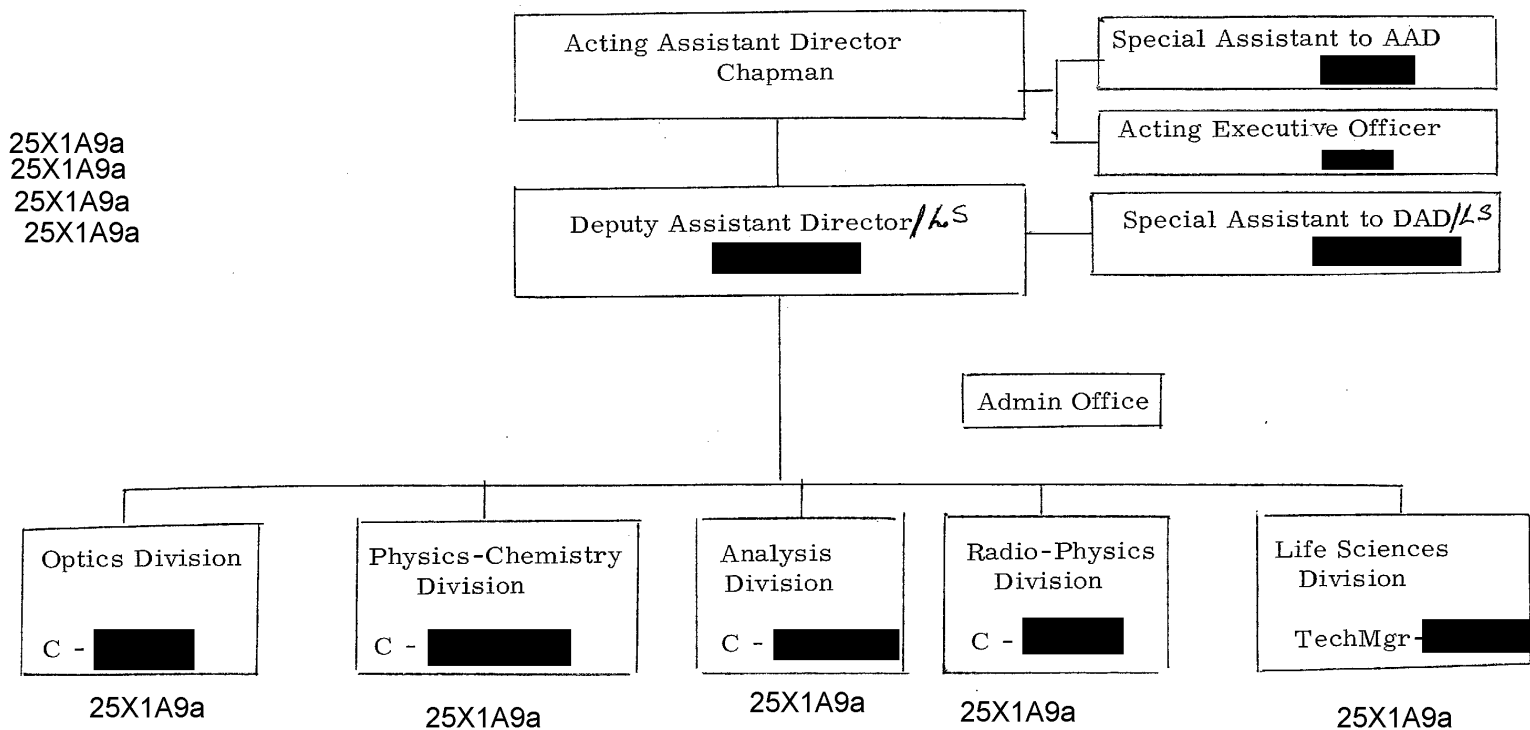 Acting Assistant Director
Chapman
Special Assistant to AAD
Acting Executive Officer
25X1A9a
25X1A9a
25X1A9a
25X1A9a
Deputy Assistant Director/LS
Special Assistant to DAD/LS
Admin Office
Optics Division
C -
Physics-Chemistry
Division
C -
Analysis
Division
C -
Radio-Physics
Division
C -
Life Sciences
Division
TechMgr-
25X1A9a
25X1A9a
25X1A9a
25X1A9a
25X1A9a